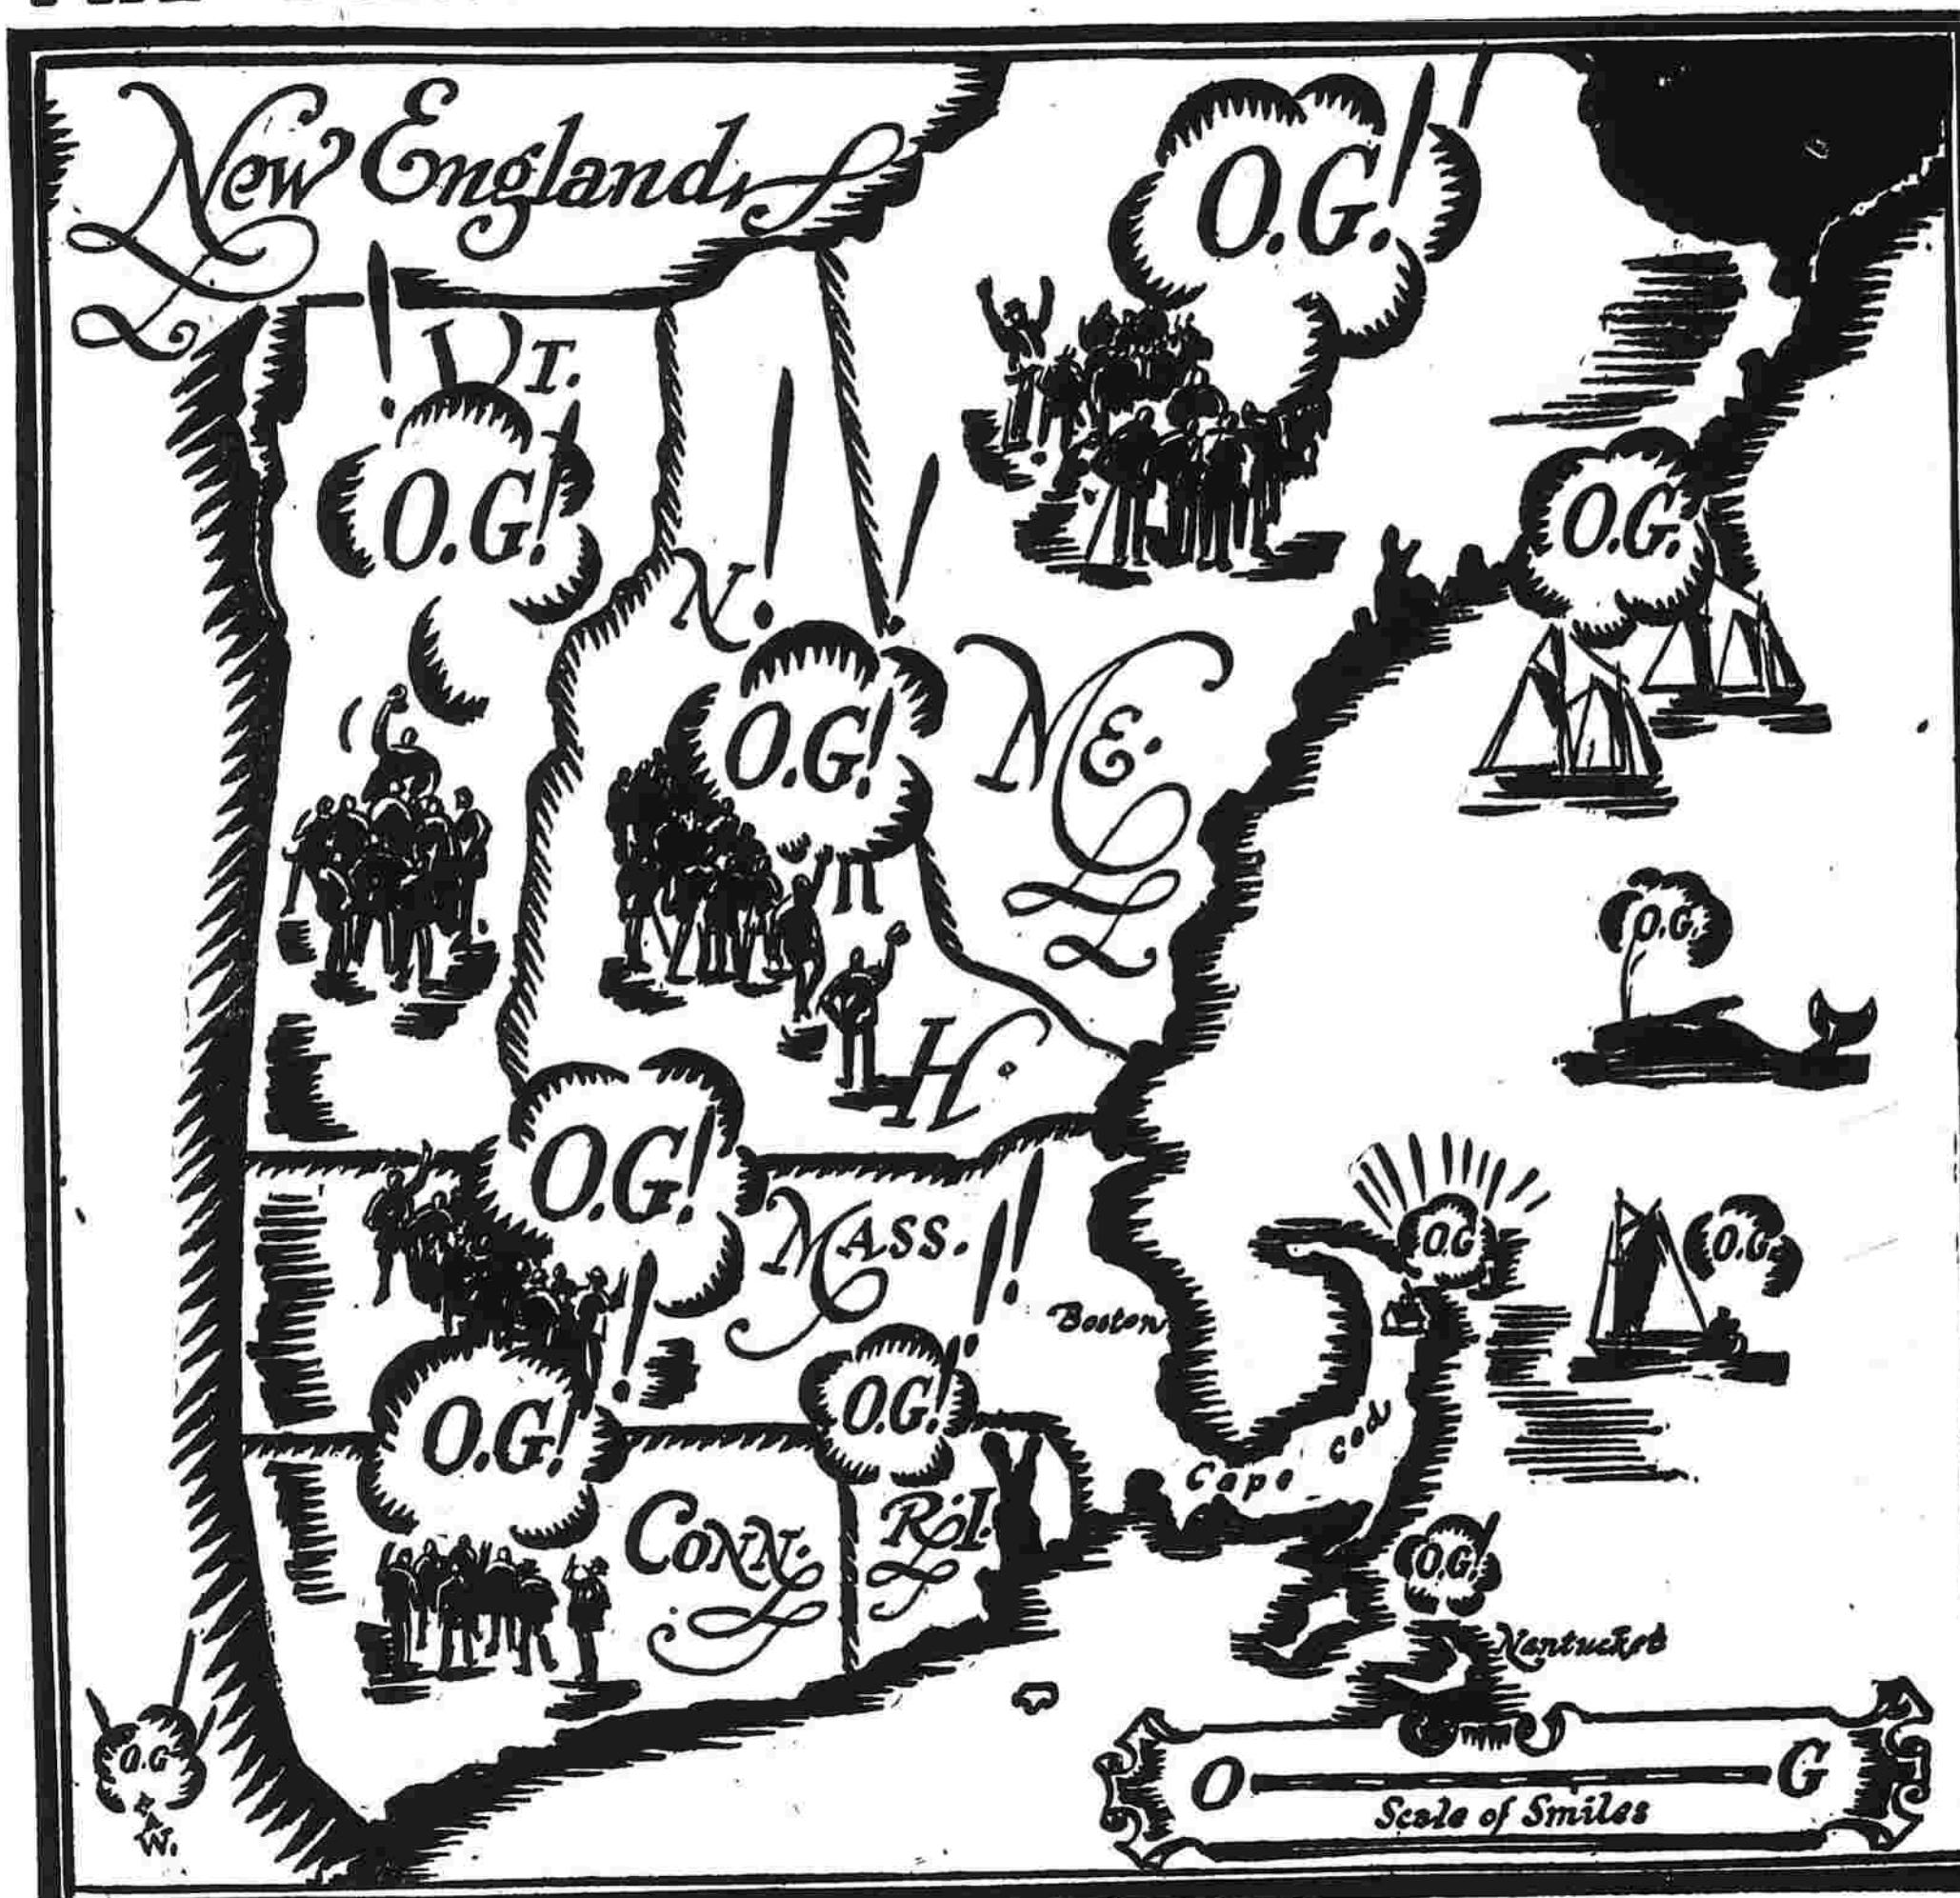 New England,
O.G.!
VT.
O.G!
O.G.
N.
O.G!
ME.
O.G.
H.
O.G!
MASS.
O.G
O.G.
Boston
O.G!
O.G!
Cape Cod
CONN.
R.I.
O.G!
Nantucket
O.G
W.
O G
Scale of Smiles